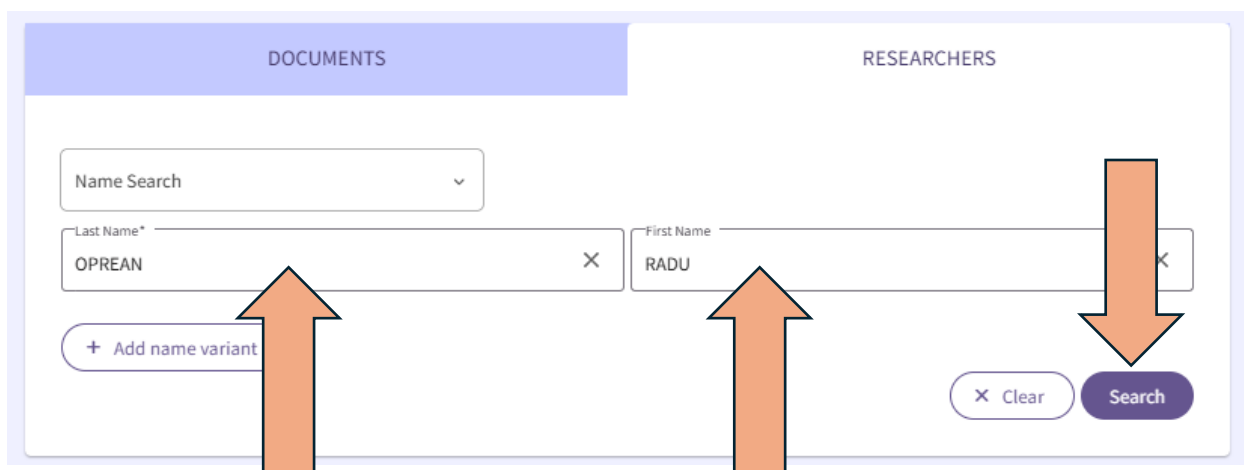 DOCUMENTS
RESEARCHERS
Name Search
Last Name*
First Name
OPREAN
RADU
+ Add name variant
× Clear
Search